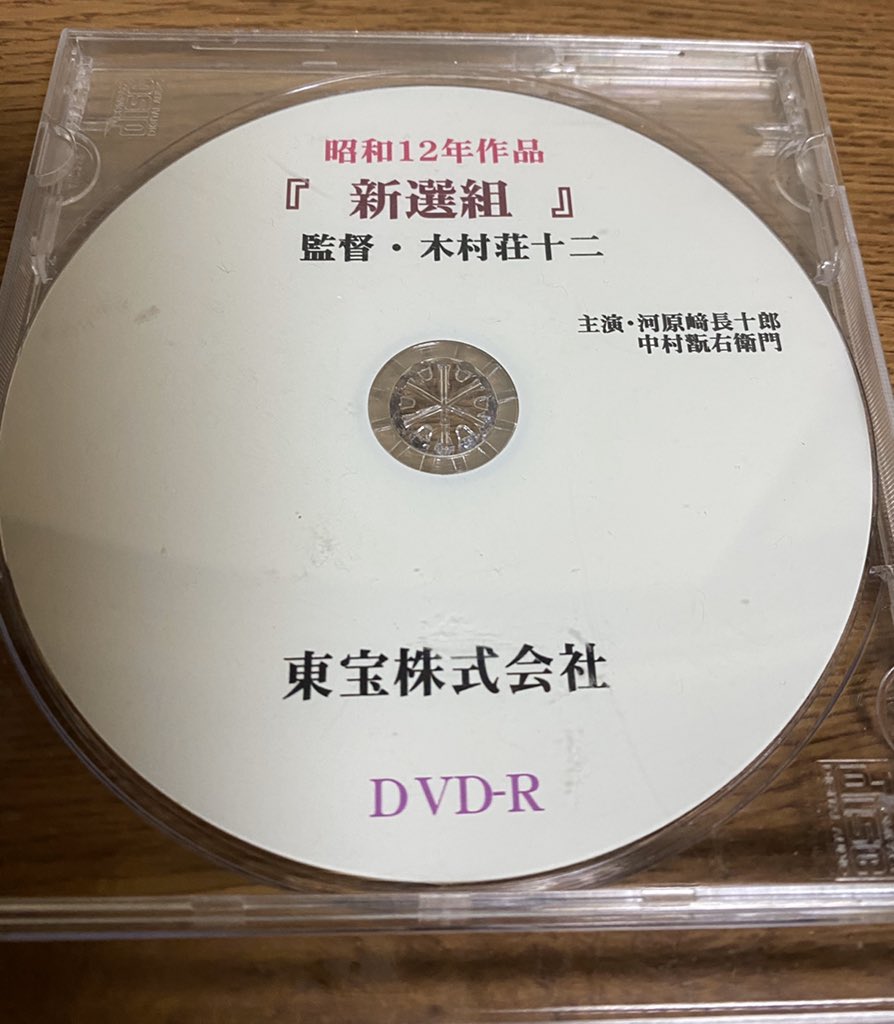 昭和12年作品
『 新選組 』
監督・木村荘十二
主演・河原﨑長十郎
中村翫右衛門
東宝株式会社
DVD-R